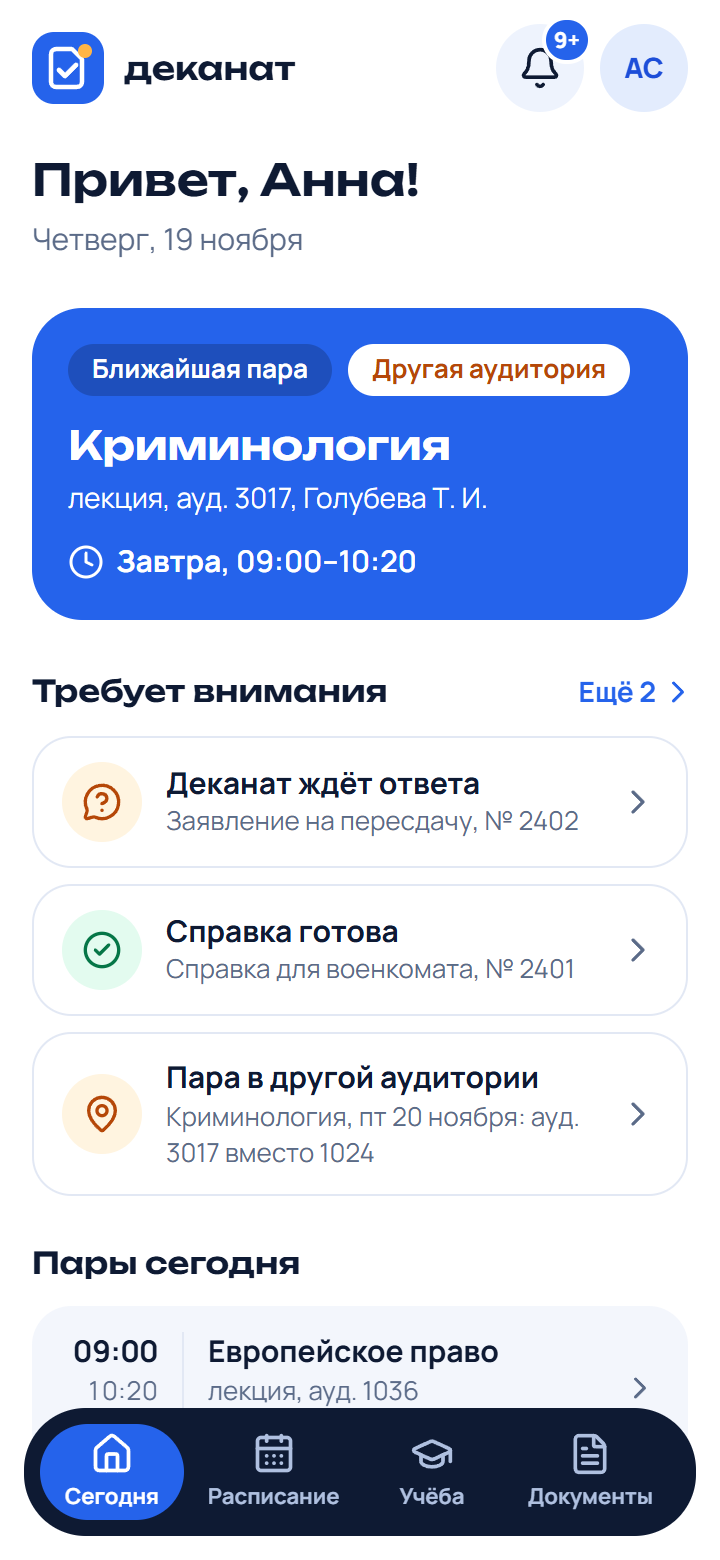 деканат
9+
АС
Привет, Анна!
Четверг, 19 ноября
Ближайшая пара
Другая аудитория
Криминология
лекция, ауд. 3017, Голубева Т. И.
Завтра, 09:00–10:20
Требует внимания
Ещё 2
Деканат ждёт ответа
Заявление на пересдачу, № 2402
Справка готова
Справка для военкомата, № 2401
Пара в другой аудитории
Криминология, пт 20 ноября: ауд.
3017 вместо 1024
Пары сегодня
09:00
Европейское право
10:20
лекция, ауд. 1036
Сегодня
Расписание
Учёба
Документы